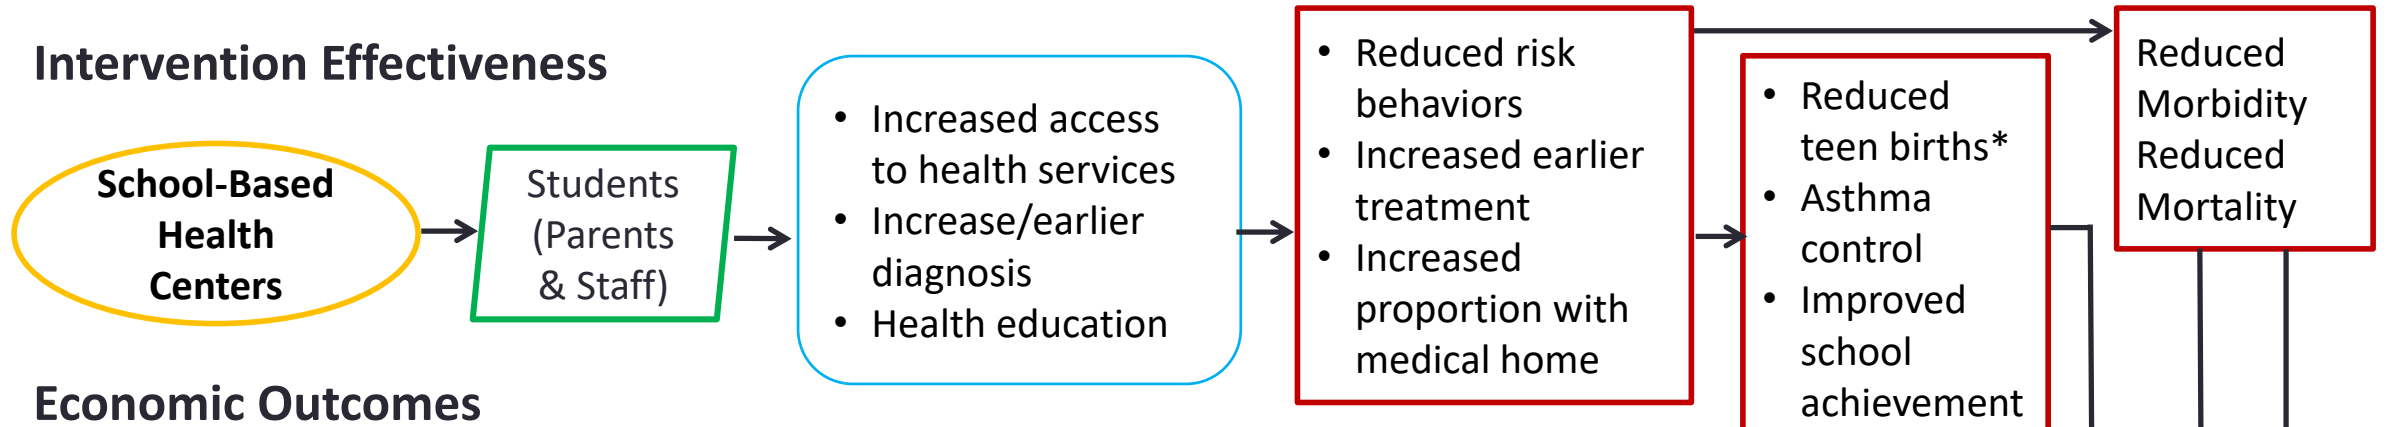 Intervention Effectiveness
School-Based
Health
Centers
Students
(Parents
& Staff)
• Increased access
to health services
• Increase/earlier
diagnosis
• Health education
• Reduced risk
behaviors
• Increased earlier
treatment
• Increased
proportion with
medical home
• Reduced
teen births*
• Asthma
control
• Improved
school
achievement
Reduced
Morbidity
Reduced
Mortality
Economic Outcomes